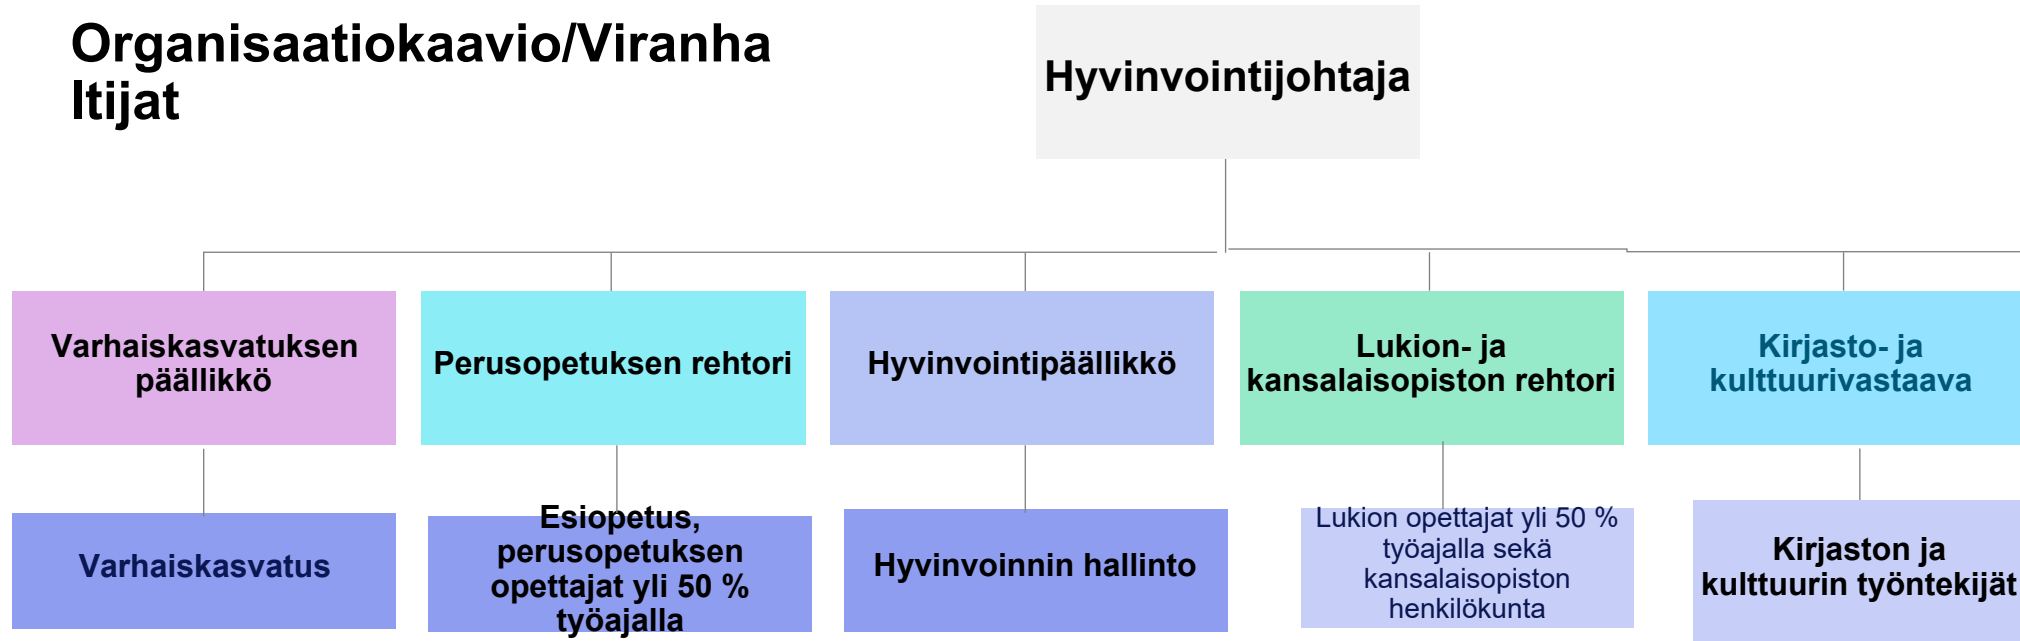 Organisaatiokaavio/Viranha
ltijat
Hyvinvointijohtaja
Varhaiskasvatuksen
päällikkö
Perusopetuksen rehtori
Hyvinvointipäällikkö
Lukion- ja
kansalaisopiston rehtori
Kirjasto- ja
kulttuurivastaava
Varhaiskasvatus
Esiopetus,
perusopetuksen
opettajat yli 50 %
työajalla
Hyvinvoinnin hallinto
Lukion opettajat yli 50 %
työajalla sekä
kansalaisopiston
henkilökunta
Kirjaston ja
kulttuurin työntekijät